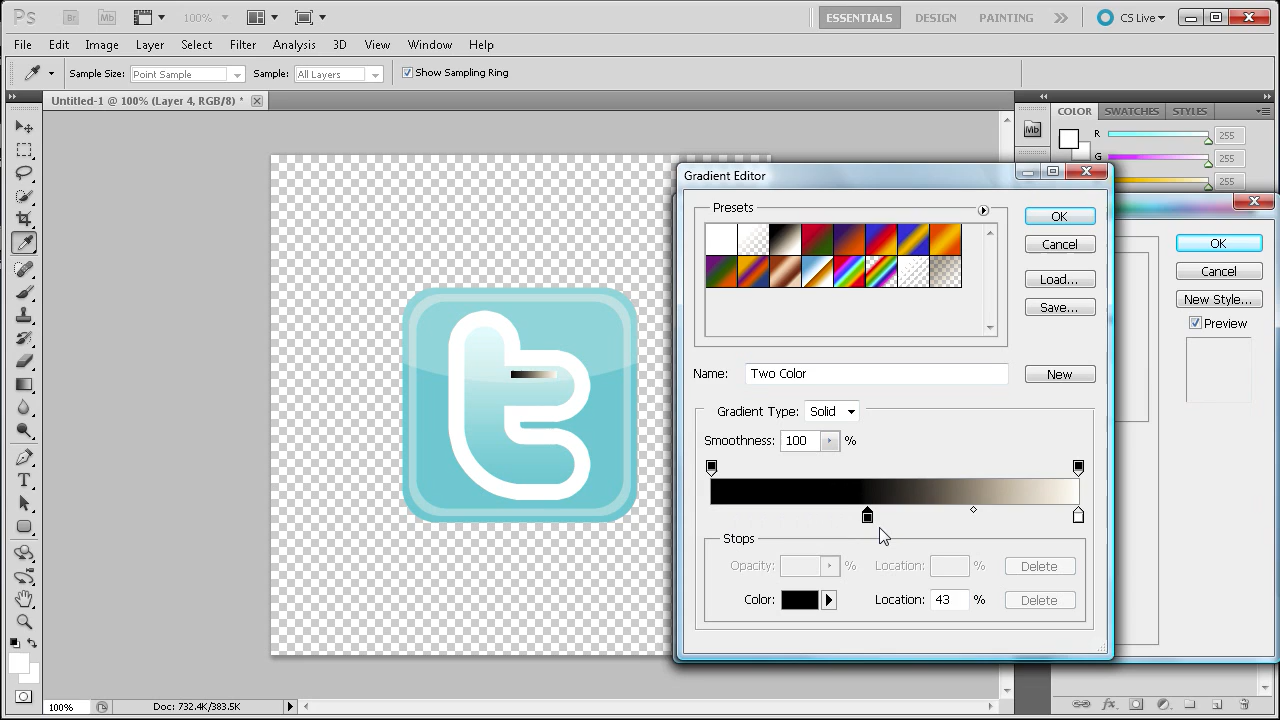 Ps Br Mb 100% ESSENTIALS DESIGN PAINTING CS Live
File Edit Image Layer Select Filter Analysis 3D View Window Help
Sample Size: Point Sample Sample: All Layers Show Sampling Ring
Untitled-1 @ 100% (Layer 4, RGB/8) *
COLOR SWATCHES STYLES
Mb
R 255
G 255
255
Gradient Editor
Presets
OK
Cancel
Load...
Save...
Name: Two Color
New
Gradient Type: Solid
Smoothness: 100 %
Stops
Opacity: % Location: % Delete
Color: Location: 43 % Delete
OK
Cancel
New Style...
Preview
100% Doc: 732.4K/383.5K